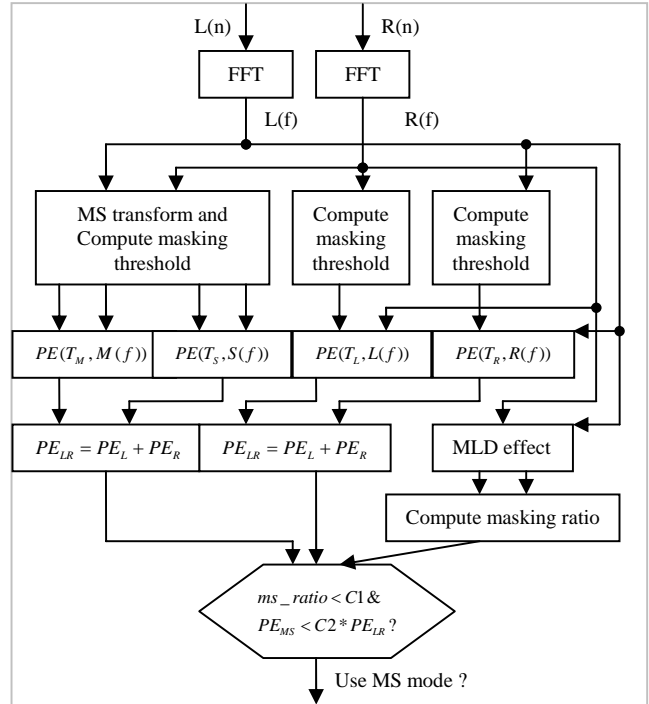 L(n)
R(n)
FFT
FFT
L(f)
R(f)
MS transform and
Compute masking
threshold
Compute
masking
threshold
Compute
masking
threshold
PE(T_M, M(f))
PE(T_S, S(f))
PE(T_L, L(f))
PE(T_R, R(f))
PE_LR = PE_L + PE_R
PE_LR = PE_L + PE_R
MLD effect
Compute masking ratio
ms_ratio < C1 &
PE_MS < C2 * PE_LR ?
Use MS mode ?